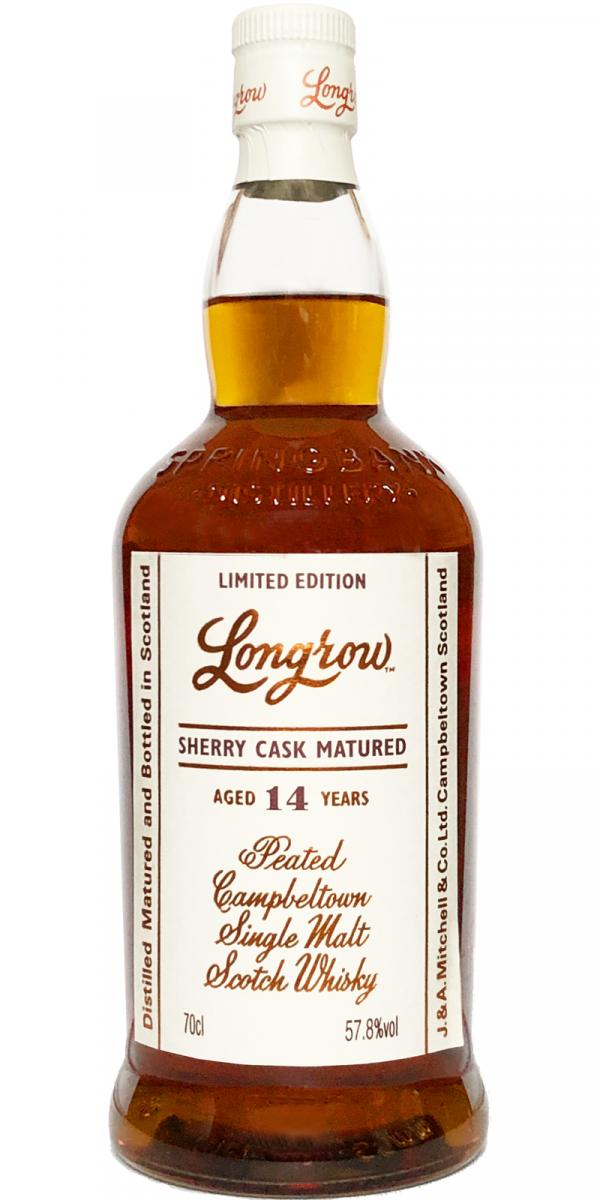 Longrow
SPRINGBANK
DISTILLERY
LIMITED EDITION
Longrow™
SHERRY CASK MATURED
AGED 14 YEARS
Peated
Campbeltown
Single Malt
Scotch Whisky
70cl 57.8%vol
Distilled Matured and Bottled in Scotland
J.&A.Mitchell & Co.Ltd. Campbeltown Scotland